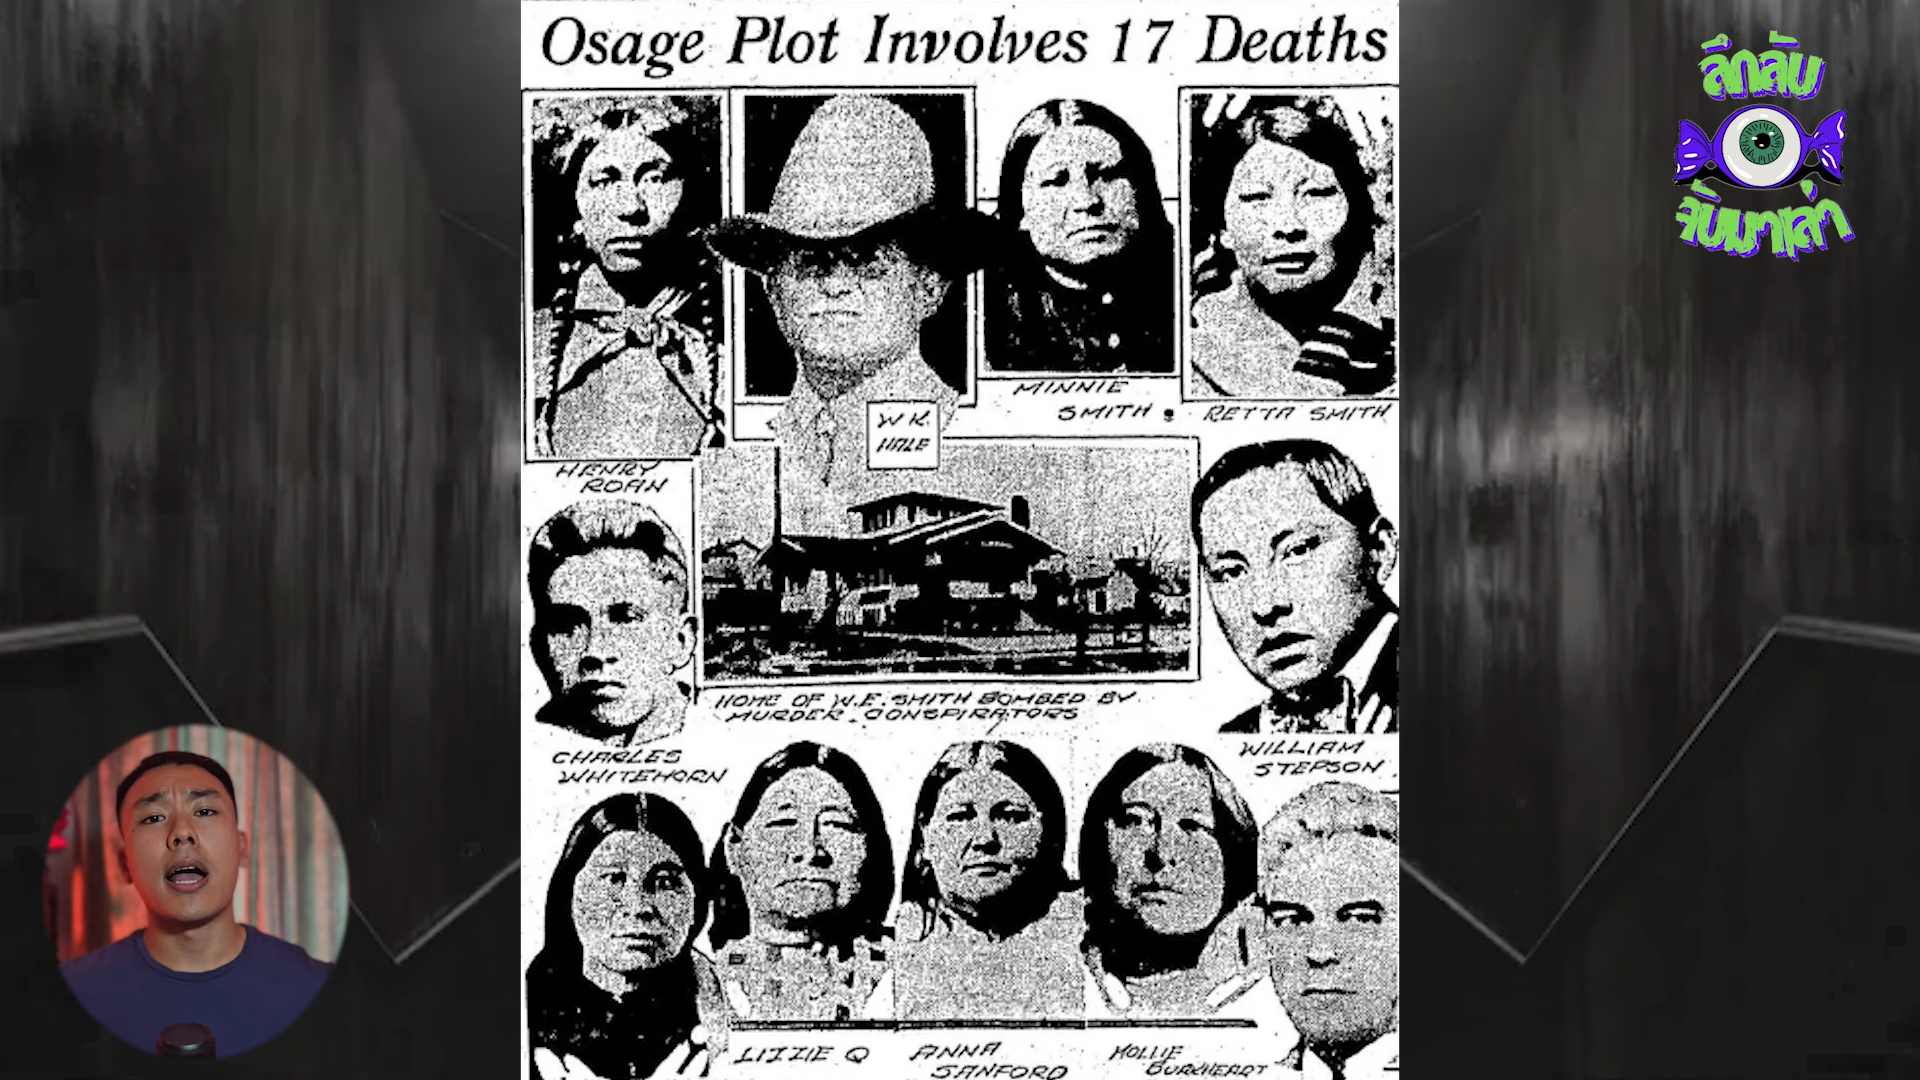 Osage Plot Involves 17 Deaths
ลึกลับ
จับมาเล่า
MINNIE
SMITH
RETTA SMITH
W K.
HALE
HENRY
ROAN
HOME OF W.E. SMITH BOMBED BY
MURDER CONSPIRATORS
CHARLES
WHITEHORN
WILLIAM
STEPSON
LIZZIE Q
ANNA
SANFORD
MOLLIE
BURKHEART